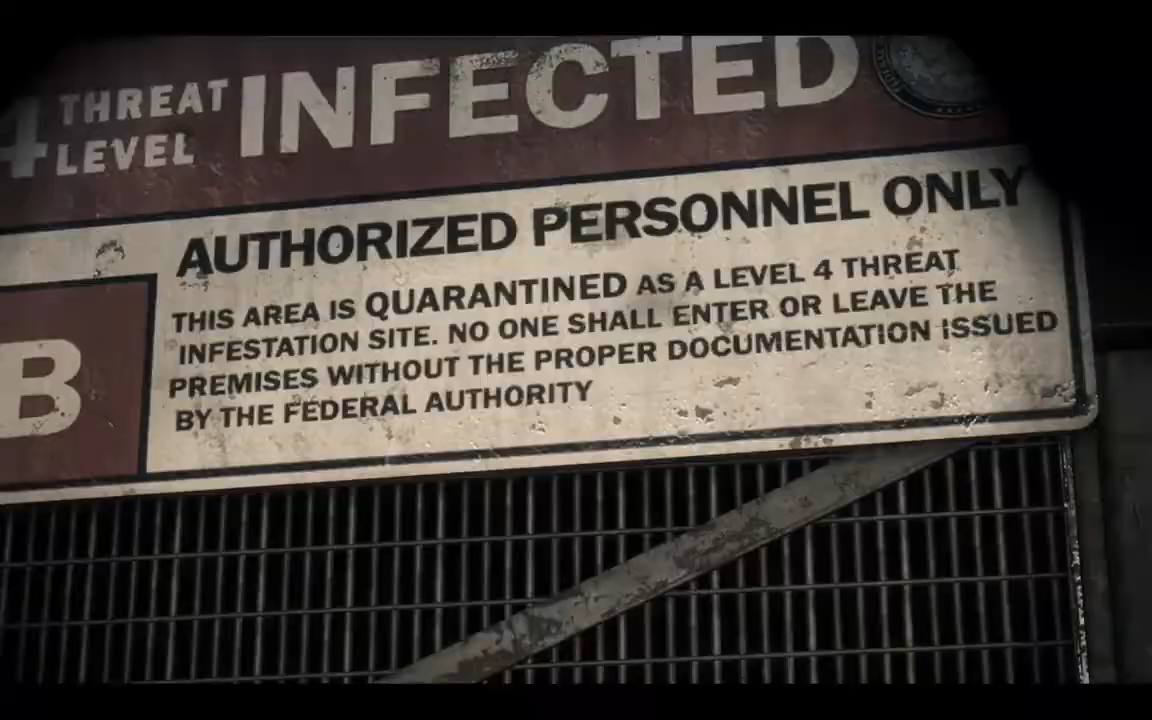 4 THREAT LEVEL INFECTED
AUTHORIZED PERSONNEL ONLY
B
THIS AREA IS QUARANTINED AS A LEVEL 4 THREAT
INFESTATION SITE. NO ONE SHALL ENTER OR LEAVE THE
PREMISES WITHOUT THE PROPER DOCUMENTATION ISSUED
BY THE FEDERAL AUTHORITY